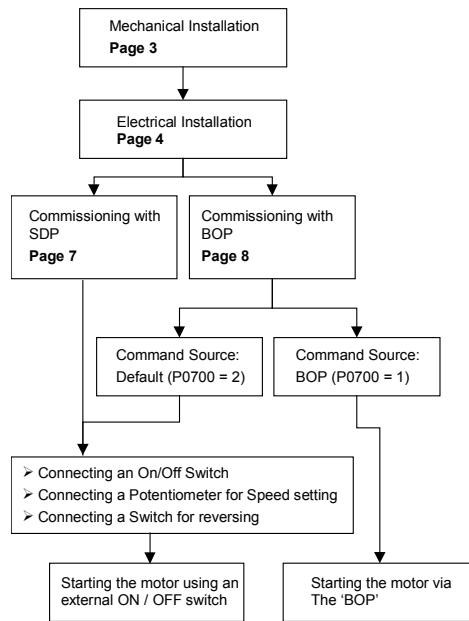 Mechanical Installation
Page 3
Electrical Installation
Page 4
Commissioning with
SDP
Page 7
Commissioning with
BOP
Page 8
Command Source:
Default (P0700 = 2)
Command Source:
BOP (P0700 = 1)
➢ Connecting an On/Off Switch
➢ Connecting a Potentiometer for Speed setting
➢ Connecting a Switch for reversing
Starting the motor using an
external ON / OFF switch
Starting the motor via
The ‘BOP’